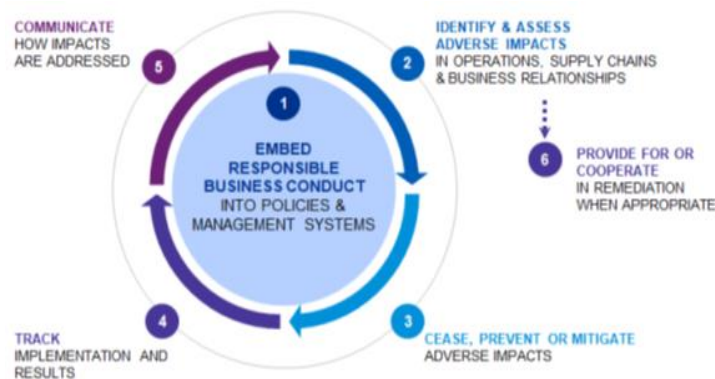 1
EMBED
RESPONSIBLE
BUSINESS CONDUCT
INTO POLICIES &
MANAGEMENT SYSTEMS
2
IDENTIFY & ASSESS
ADVERSE IMPACTS
IN OPERATIONS, SUPPLY CHAINS
& BUSINESS RELATIONSHIPS
3
CEASE, PREVENT OR MITIGATE
ADVERSE IMPACTS
4
TRACK
IMPLEMENTATION AND
RESULTS
5
COMMUNICATE
HOW IMPACTS
ARE ADDRESSED
6
PROVIDE FOR OR
COOPERATE
IN REMEDIATION
WHEN APPROPRIATE